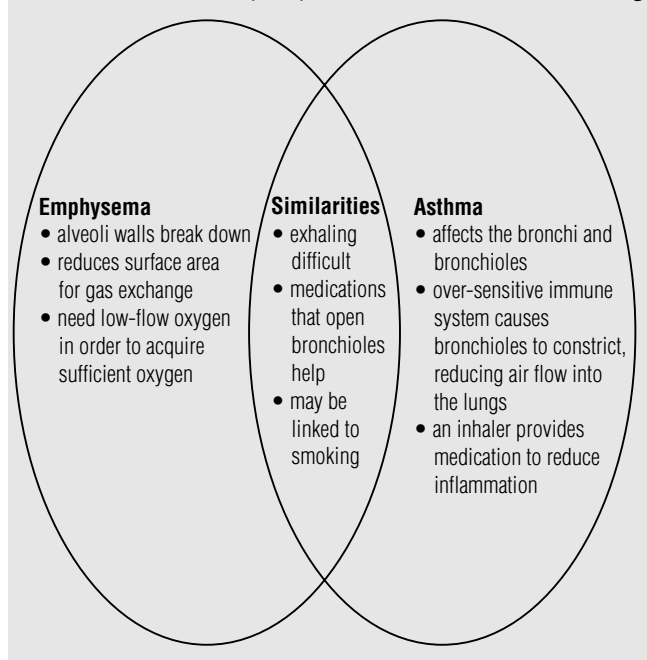 Emphysema
• alveoli walls break down
• reduces surface area
for gas exchange
• need low-flow oxygen
in order to acquire
sufficient oxygen
Similarities
• exhaling
difficult
• medications
that open
bronchioles
help
• may be
linked to
smoking
Asthma
• affects the bronchi and
bronchioles
• over-sensitive immune
system causes
bronchioles to constrict,
reducing air flow into
the lungs
• an inhaler provides
medication to reduce
inflammation